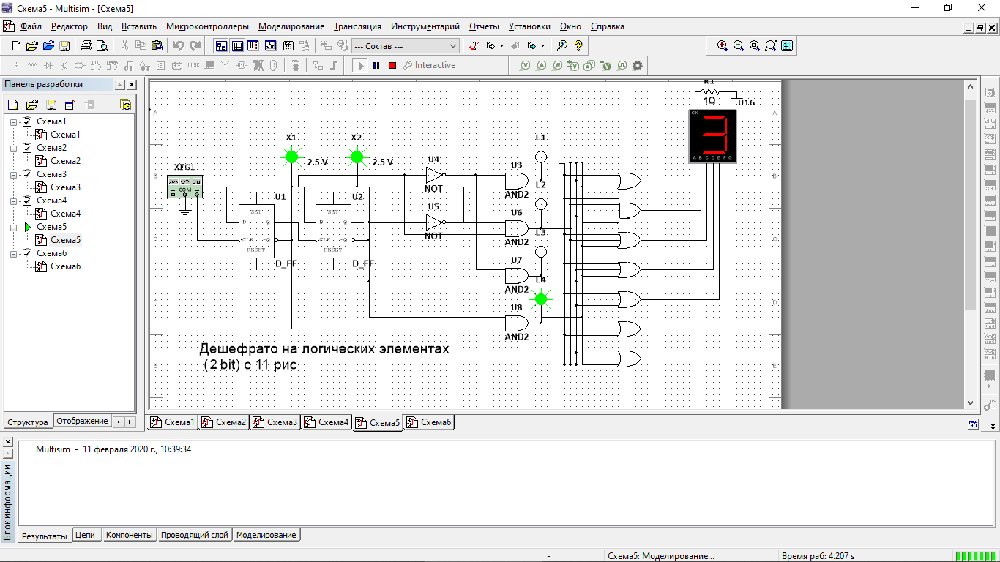 Схема5 - Multisim - [Схема5]
Файл Редактор Вид Вставить Микроконтроллеры Моделирование Трансляция Инструментарий Отчеты Установки Окно Справка
--- Состав ---
Interactive
Панель разработки
Схема1
Схема1
Схема2
Схема2
Схема3
Схема3
Схема4
Схема4
Схема5
Схема5
Схема6
Схема6
Структура Отображение
A
B
C
D
E
A
B
C
D
E
R1
1Ω
U16
CK
3
A B C D E F G
X1
2.5 V
X2
2.5 V
XFG1
COM
U1
SET
D Q
CLK ~Q
RESET
D_FF
U2
SET
D Q
CLK ~Q
RESET
D_FF
U4
NOT
U5
NOT
L1
U3
AND2
L2
U6
AND2
L3
U7
AND2
L4
U8
AND2
Дешефрато на логических элементах
(2 bit) с 11 рис
Схема1 Схема2 Схема3 Схема4 Схема5 Схема6
Multisim - 11 февраля 2020 г., 10:39:34
Блок информации
Результаты Цепи Компоненты Проводящий слой Моделирование
- Схема5: Моделирование... Время раб: 4.207 s